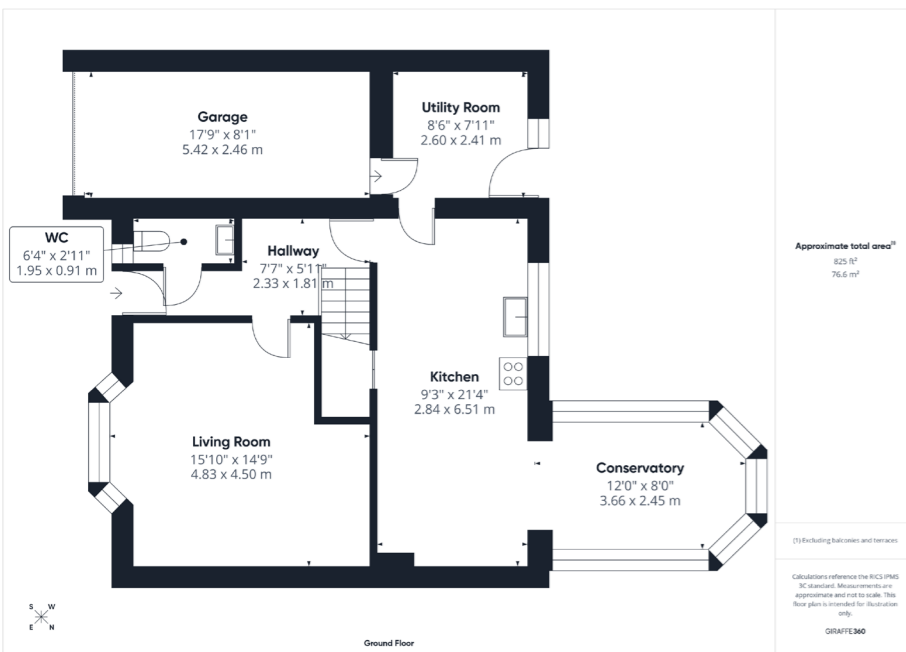 Garage
17'9" x 8'1"
5.42 x 2.46 m
Utility Room
8'6" x 7'11"
2.60 x 2.41 m
WC
6'4" x 2'11"
1.95 x 0.91 m
Hallway
7'7" x 5'11"
2.33 x 1.81 m
Kitchen
9'3" x 21'4"
2.84 x 6.51 m
Living Room
15'10" x 14'9"
4.83 x 4.50 m
Conservatory
12'0" x 8'0"
3.66 x 2.45 m
S W
E N
Ground Floor
Approximate total area(1)
825 ft²
76.6 m²
(1) Excluding balconies and terraces
Calculations reference the RICS IPMS
3C standard. Measurements are
approximate and not to scale. This
floor plan is intended for illustration
only.
GIRAFFE360